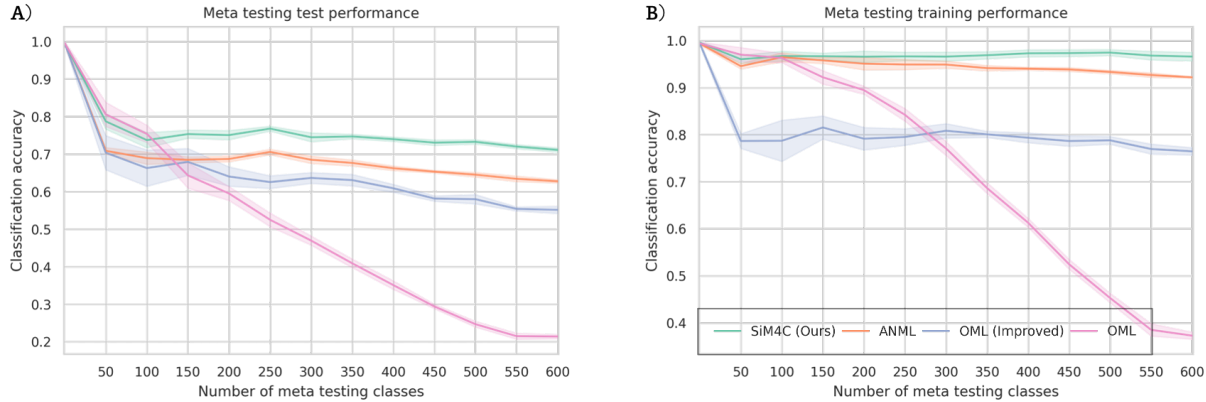 A)
Meta testing test performance
Classification accuracy
1.0
0.9
0.8
0.7
0.6
0.5
0.4
0.3
0.2
50 100 150 200 250 300 350 400 450 500 550 600
Number of meta testing classes
B)
Meta testing training performance
Classification accuracy
1.0
0.9
0.8
0.7
0.6
0.5
0.4
SiM4C (Ours) ANML OML (Improved) OML
50 100 150 200 250 300 350 400 450 500 550 600
Number of meta testing classes